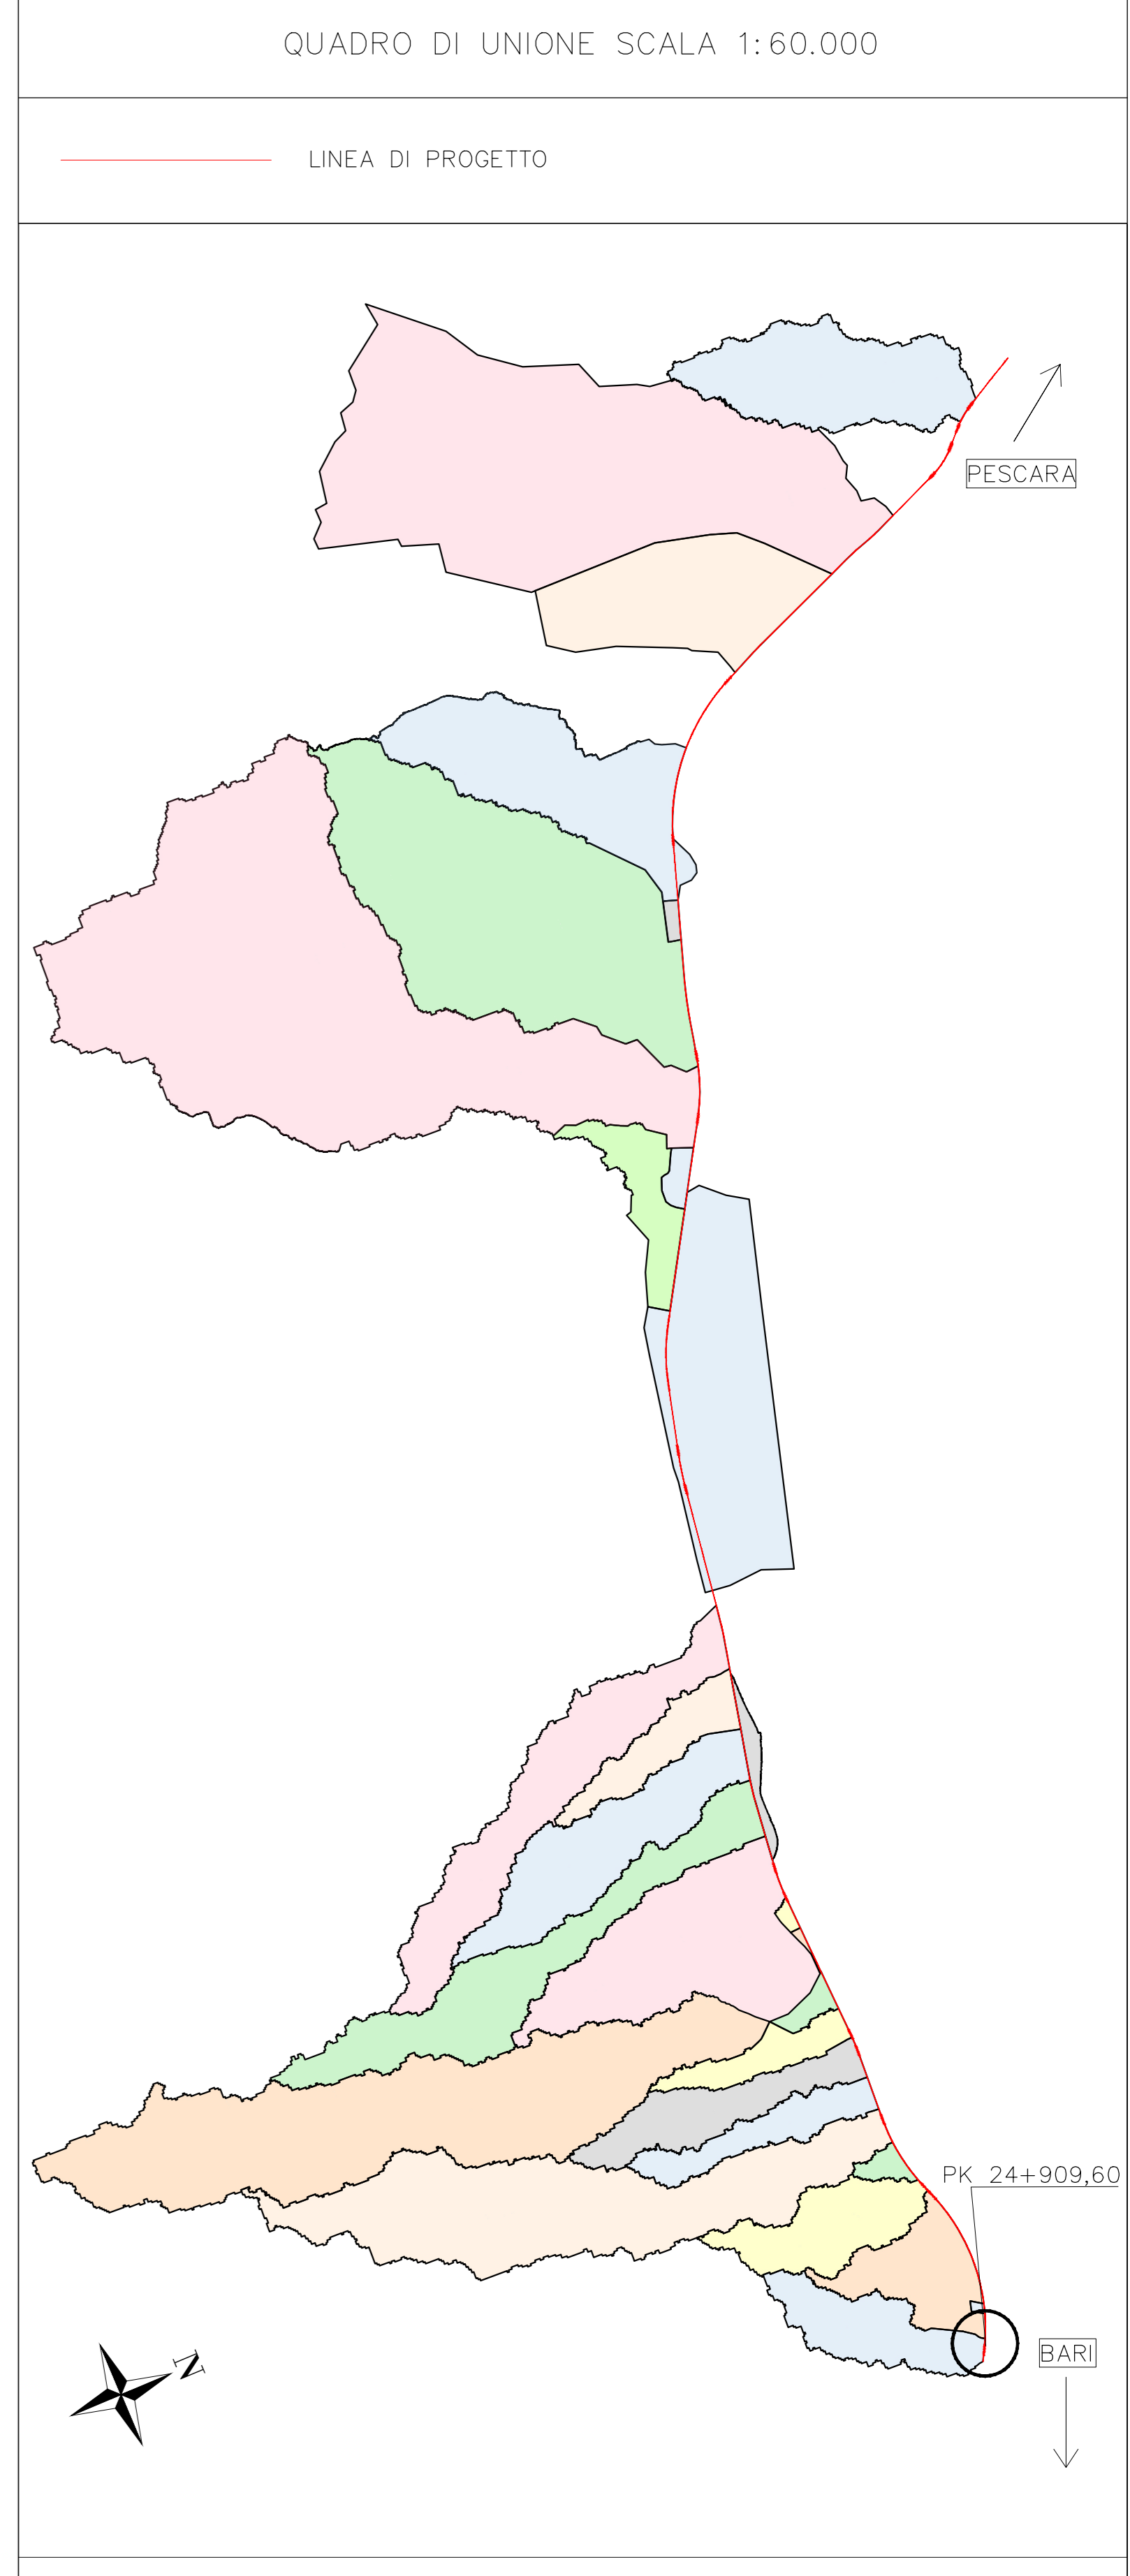 QUADRO DI UNIONE SCALA 1:60.000
LINEA DI PROGETTO
PESCARA
PK 24+909,60
N
BARI